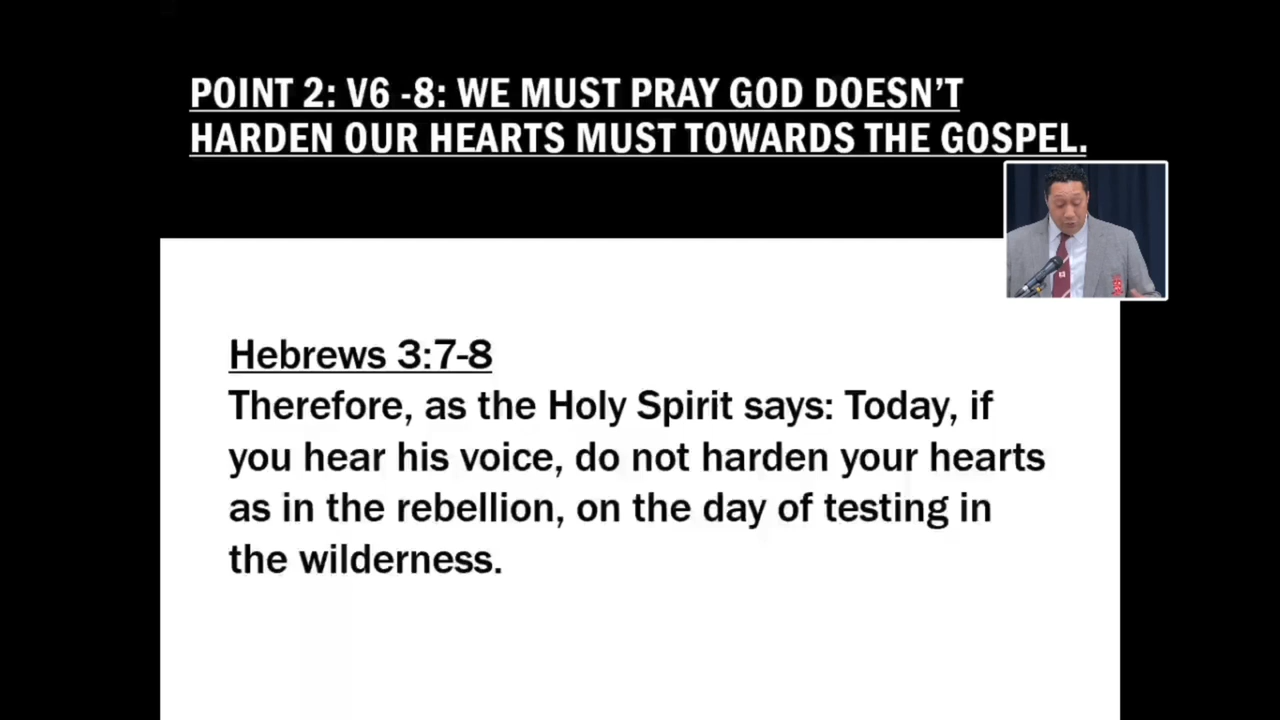 POINT 2: V6 -8: WE MUST PRAY GOD DOESN'T
HARDEN OUR HEARTS MUST TOWARDS THE GOSPEL.
Hebrews 3:7-8
Therefore, as the Holy Spirit says: Today, if
you hear his voice, do not harden your hearts
as in the rebellion, on the day of testing in
the wilderness.